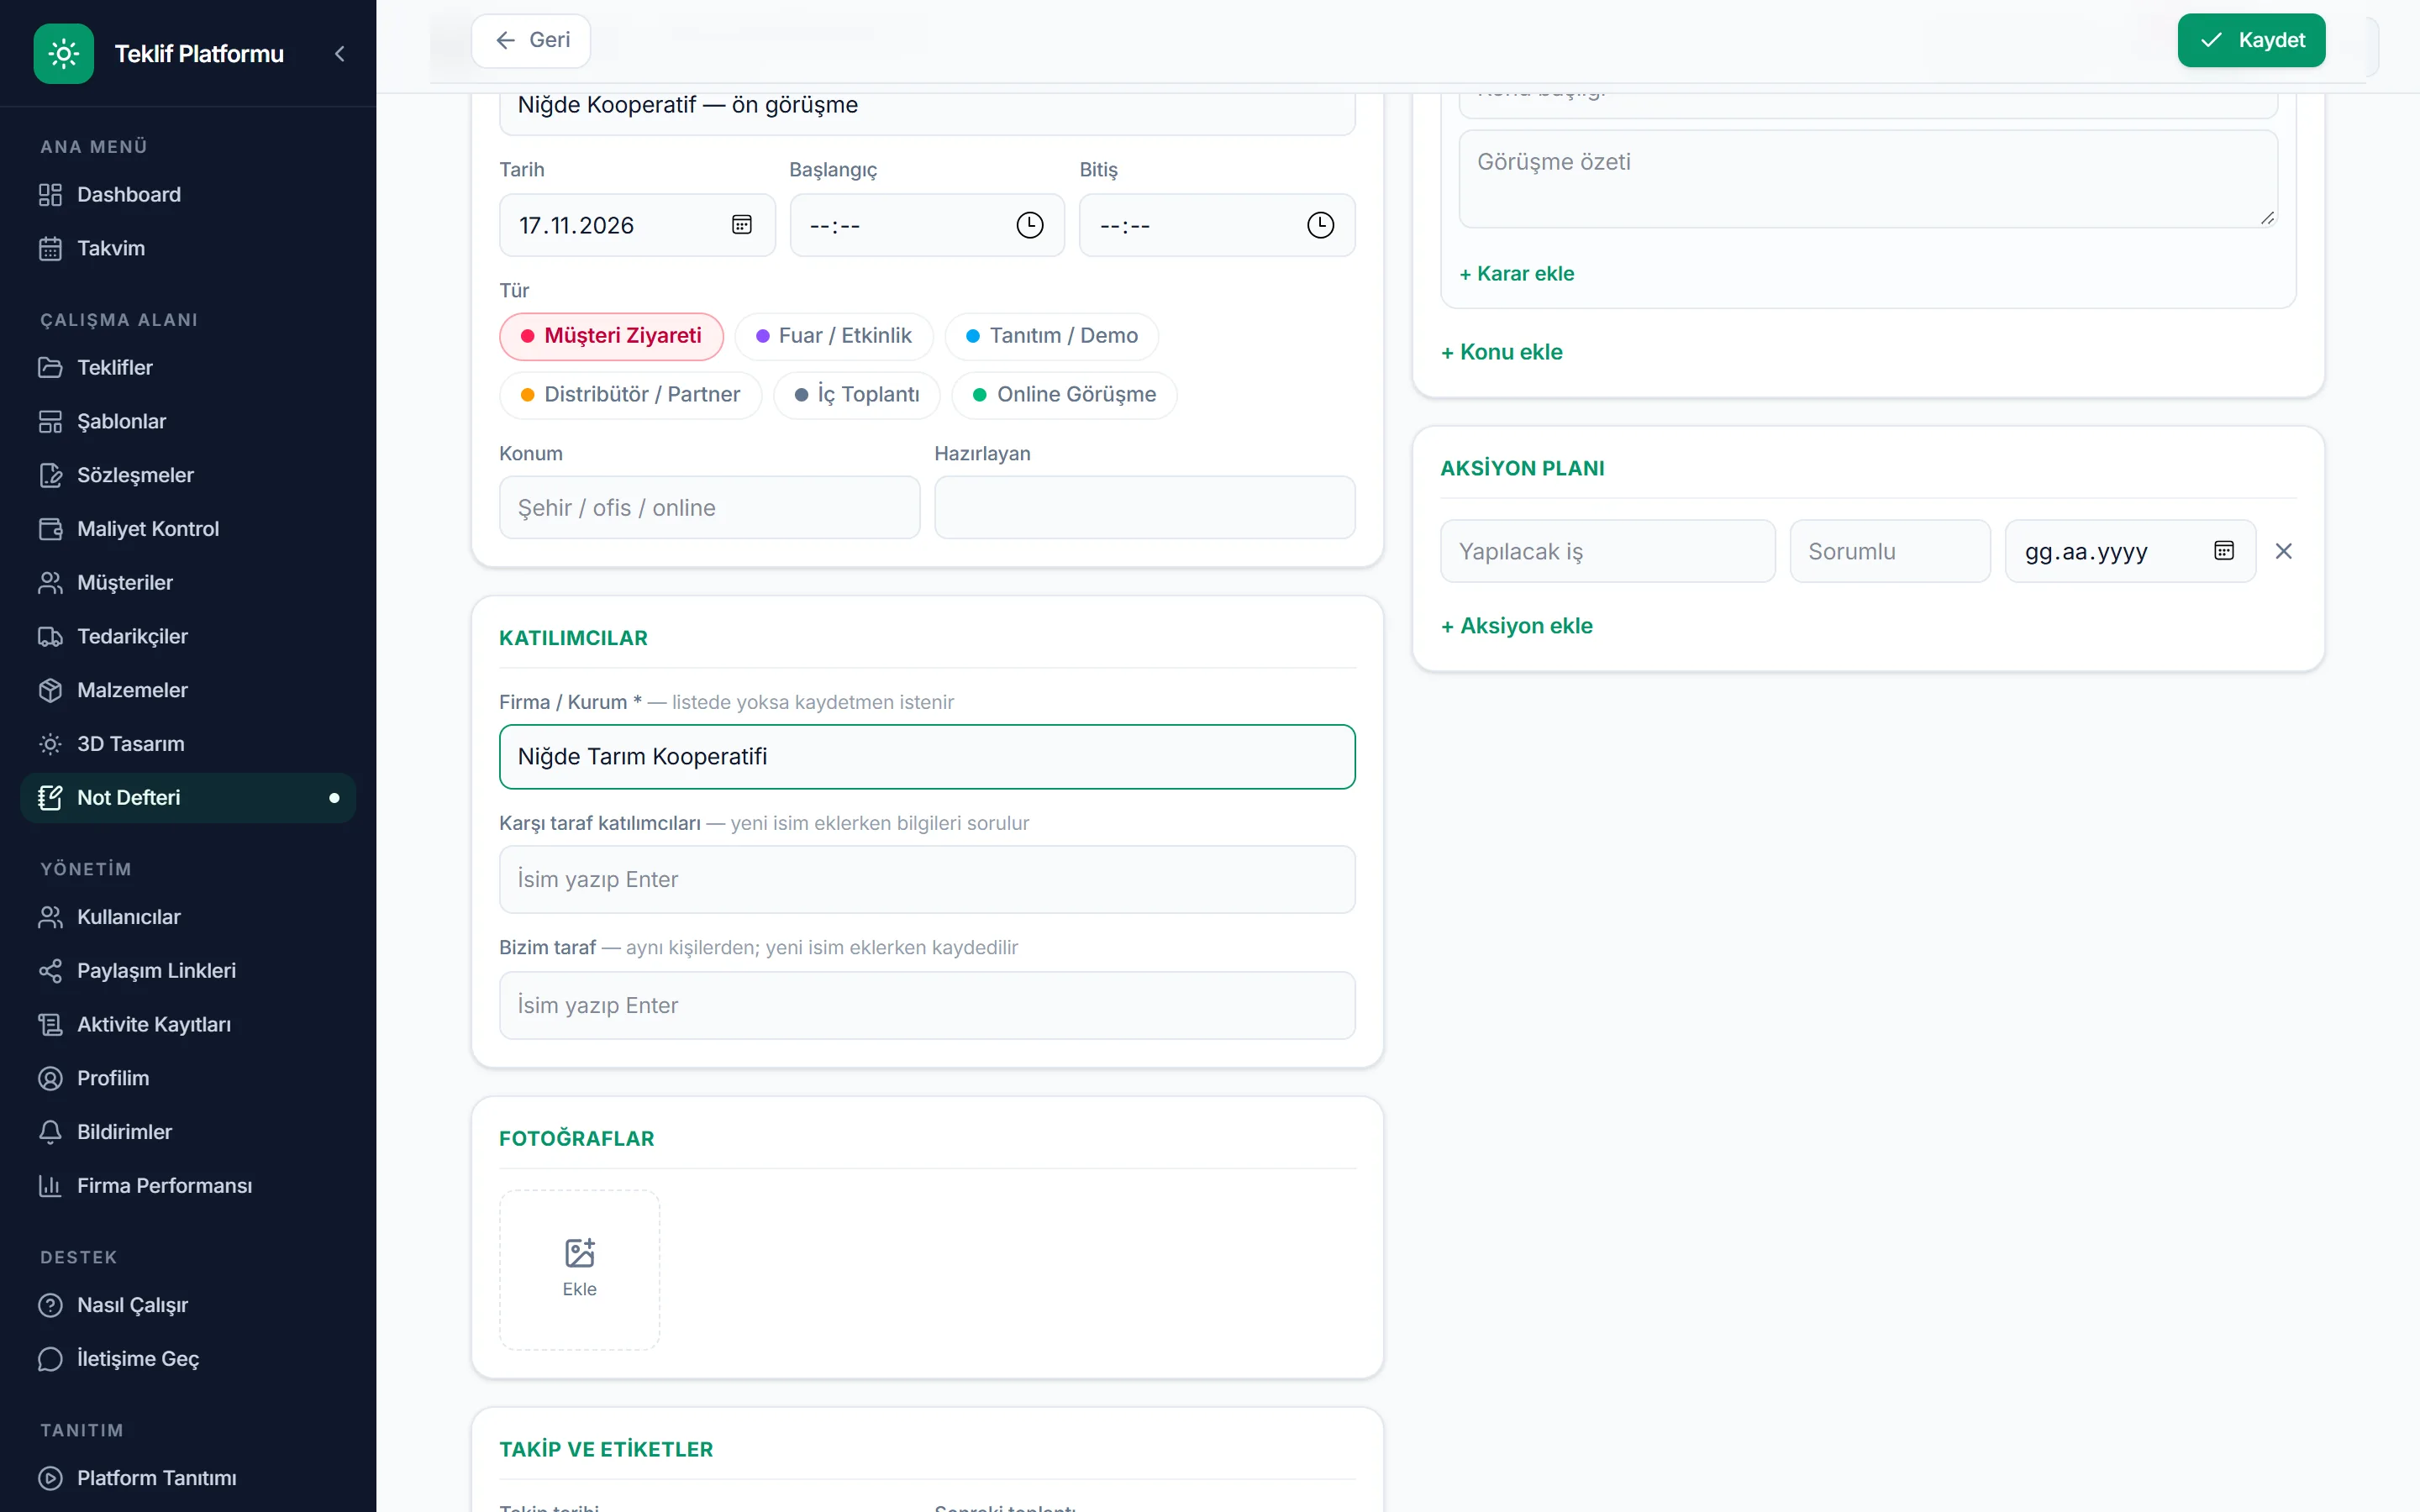 Teklif Platformu
ANA MENÜ
Dashboard
Takvim
ÇALIŞMA ALANI
Teklifler
Şablonlar
Sözleşmeler
Maliyet Kontrol
Müşteriler
Tedarikçiler
Malzemeler
3D Tasarım
Not Defteri
YÖNETİM
Kullanıcılar
Paylaşım Linkleri
Aktivite Kayıtları
Profilim
Bildirimler
Firma Performansı
DESTEK
Nasıl Çalışır
İletişime Geç
TANITIM
Platform Tanıtımı
Geri
Kaydet
Niğde Kooperatif — ön görüşme
Tarih
Başlangıç
Bitiş
17.11.2026
--:--
--:--
Tür
Müşteri Ziyareti
Fuar / Etkinlik
Tanıtım / Demo
Distribütör / Partner
İç Toplantı
Online Görüşme
Konum
Hazırlayan
Şehir / ofis / online
KATILIMCILAR
Firma / Kurum * — listede yoksa kaydetmen istenir
Niğde Tarım Kooperatifi
Karşı taraf katılımcıları — yeni isim eklerken bilgileri sorulur
İsim yazıp Enter
Bizim taraf — aynı kişilerden; yeni isim eklerken kaydedilir
İsim yazıp Enter
FOTOĞRAFLAR
Ekle
TAKİP VE ETİKETLER
Görüşme özeti
+ Karar ekle
+ Konu ekle
AKSİYON PLANI
Yapılacak iş
Sorumlu
gg.aa.yyyy
+ Aksiyon ekle